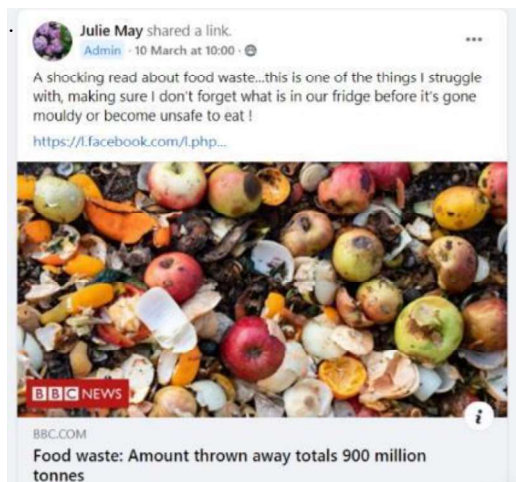 Julie May shared a link.
Admin · 10 March at 10:00 ·
A shocking read about food waste...this is one of the things I struggle
with, making sure I don't forget what is in our fridge before it's gone
mouldy or become unsafe to eat !
https://l.facebook.com/l.php...
BBC NEWS
i
BBC.COM
Food waste: Amount thrown away totals 900 million
tonnes